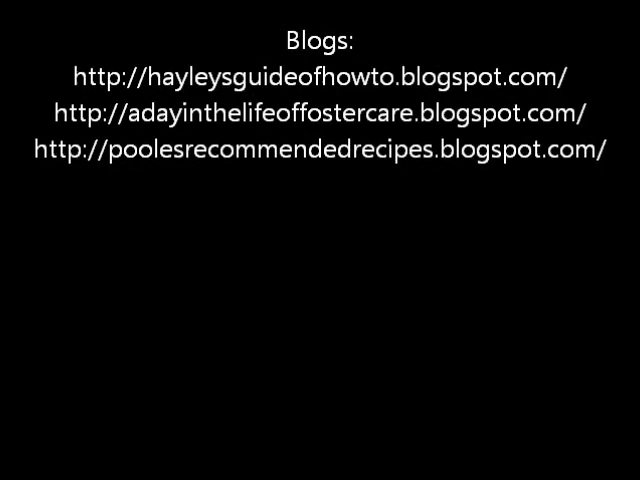 Blogs:
http://hayleysguideofhowto.blogspot.com/
http://adayinthelifeoffostercare.blogspot.com/
http://poolesrecommendedrecipes.blogspot.com/